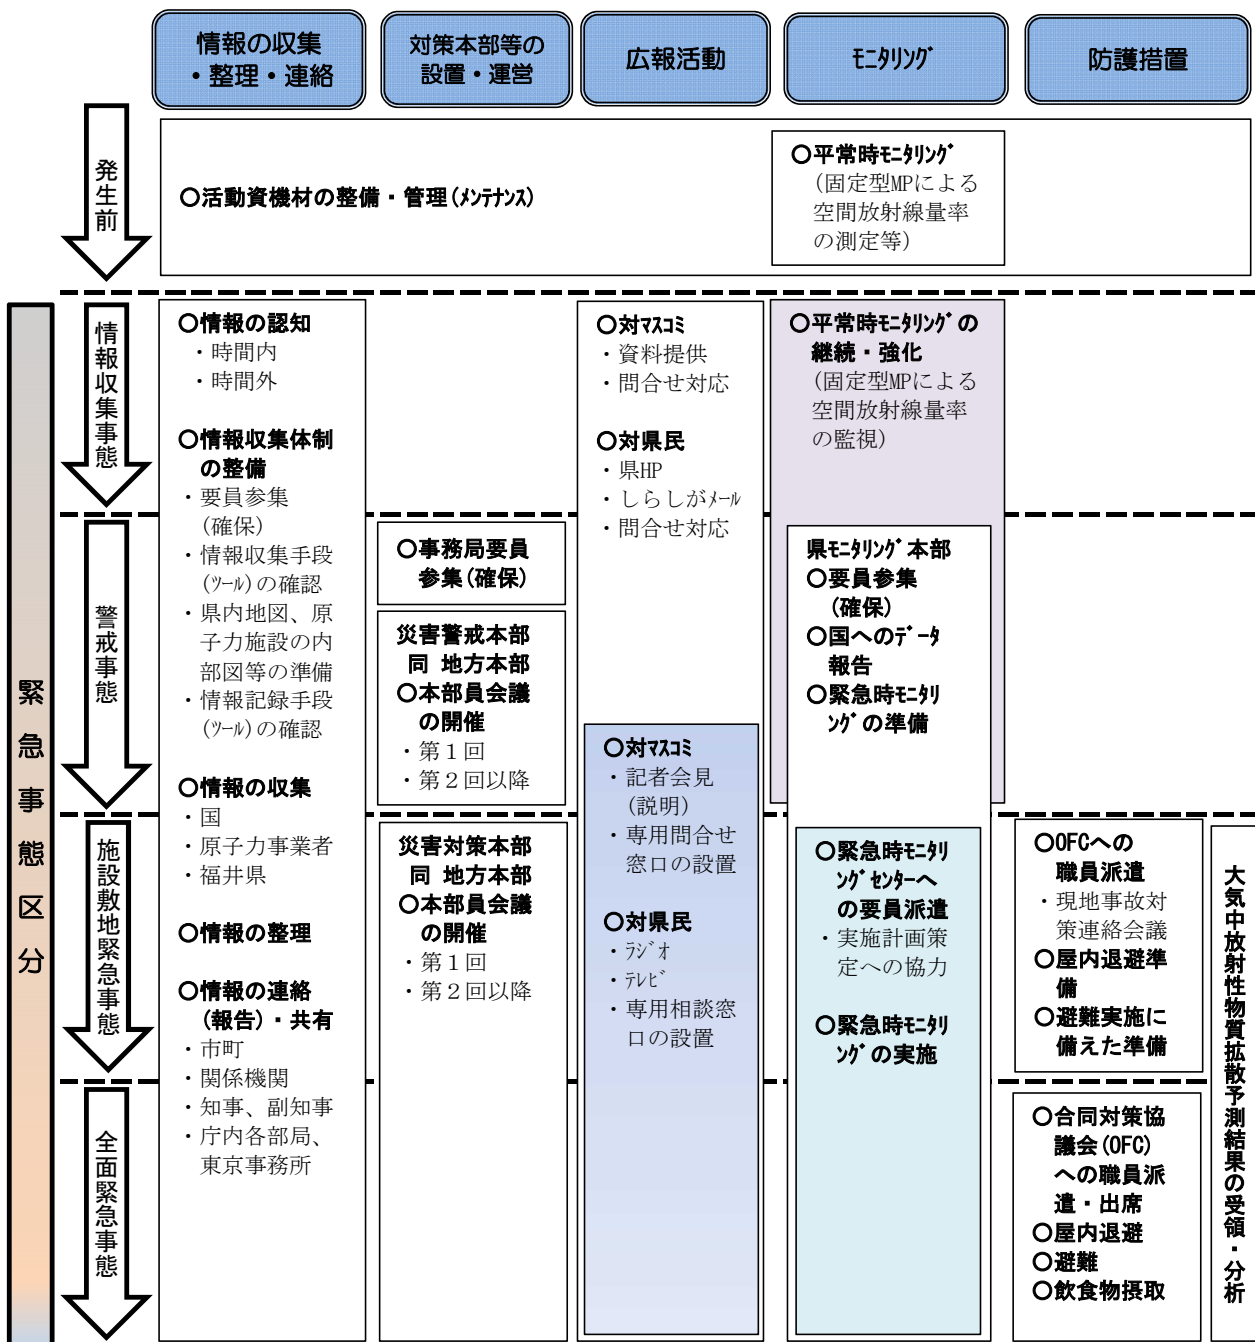 情報の収集
・整理・連絡
対策本部等の
設置・運営
広報活動
ﾓﾆﾀﾘﾝｸﾞ
防護措置
発生前
○活動資機材の整備・管理(ﾒﾝﾃﾅﾝｽ)
○平常時ﾓﾆﾀﾘﾝｸﾞ
(固定型MPによる
空間放射線量率
の測定等)
緊急事態区分
情報収集事態
警戒事態
施設敷地緊急事態
全面緊急事態
○情報の認知
・時間内
・時間外
○情報収集体制
の整備
・要員参集
(確保)
・情報収集手段
(ﾂｰﾙ)の確認
・県内地図、原
子力施設の内
部図等の準備
・情報記録手段
(ﾂｰﾙ)の確認
○情報の収集
・国
・原子力事業者
・福井県
○情報の整理
○情報の連絡
(報告)・共有
・市町
・関係機関
・知事、副知事
・庁内各部局、
東京事務所
○事務局要員
参集(確保)
災害警戒本部
同 地方本部
○本部員会議
の開催
・第１回
・第２回以降
災害対策本部
同 地方本部
○本部員会議
の開催
・第１回
・第２回以降
○対ﾏｽｺﾐ
・資料提供
・問合せ対応
○対県民
・県HP
・しらしがﾒｰﾙ
・問合せ対応
○対ﾏｽｺﾐ
・記者会見
(説明)
・専用問合せ
窓口の設置
○対県民
・ﾗｼﾞｵ
・ﾃﾚﾋﾞ
・専用相談窓
口の設置
○平常時ﾓﾆﾀﾘﾝｸﾞの
継続・強化
(固定型MPによる
空間放射線量率
の監視)
県ﾓﾆﾀﾘﾝｸﾞ本部
○要員参集
(確保)
○国へのﾃﾞｰﾀ
報告
○緊急時ﾓﾆﾀﾘ
ﾝｸﾞの準備
○緊急時ﾓﾆﾀﾘ
ﾝｸﾞｾﾝﾀｰへ
の要員派遣
・実施計画策
定への協力
○緊急時ﾓﾆﾀﾘ
ﾝｸﾞの実施
○OFCへの
職員派遣
・現地事故対
策連絡会議
○屋内退避準
備
○避難実施に
備えた準備
○合同対策協
議会(OFC)
への職員派
遣・出席
○屋内退避
○避難
○飲食物摂取
大気中放射性物質拡散予測結果の受領・分析